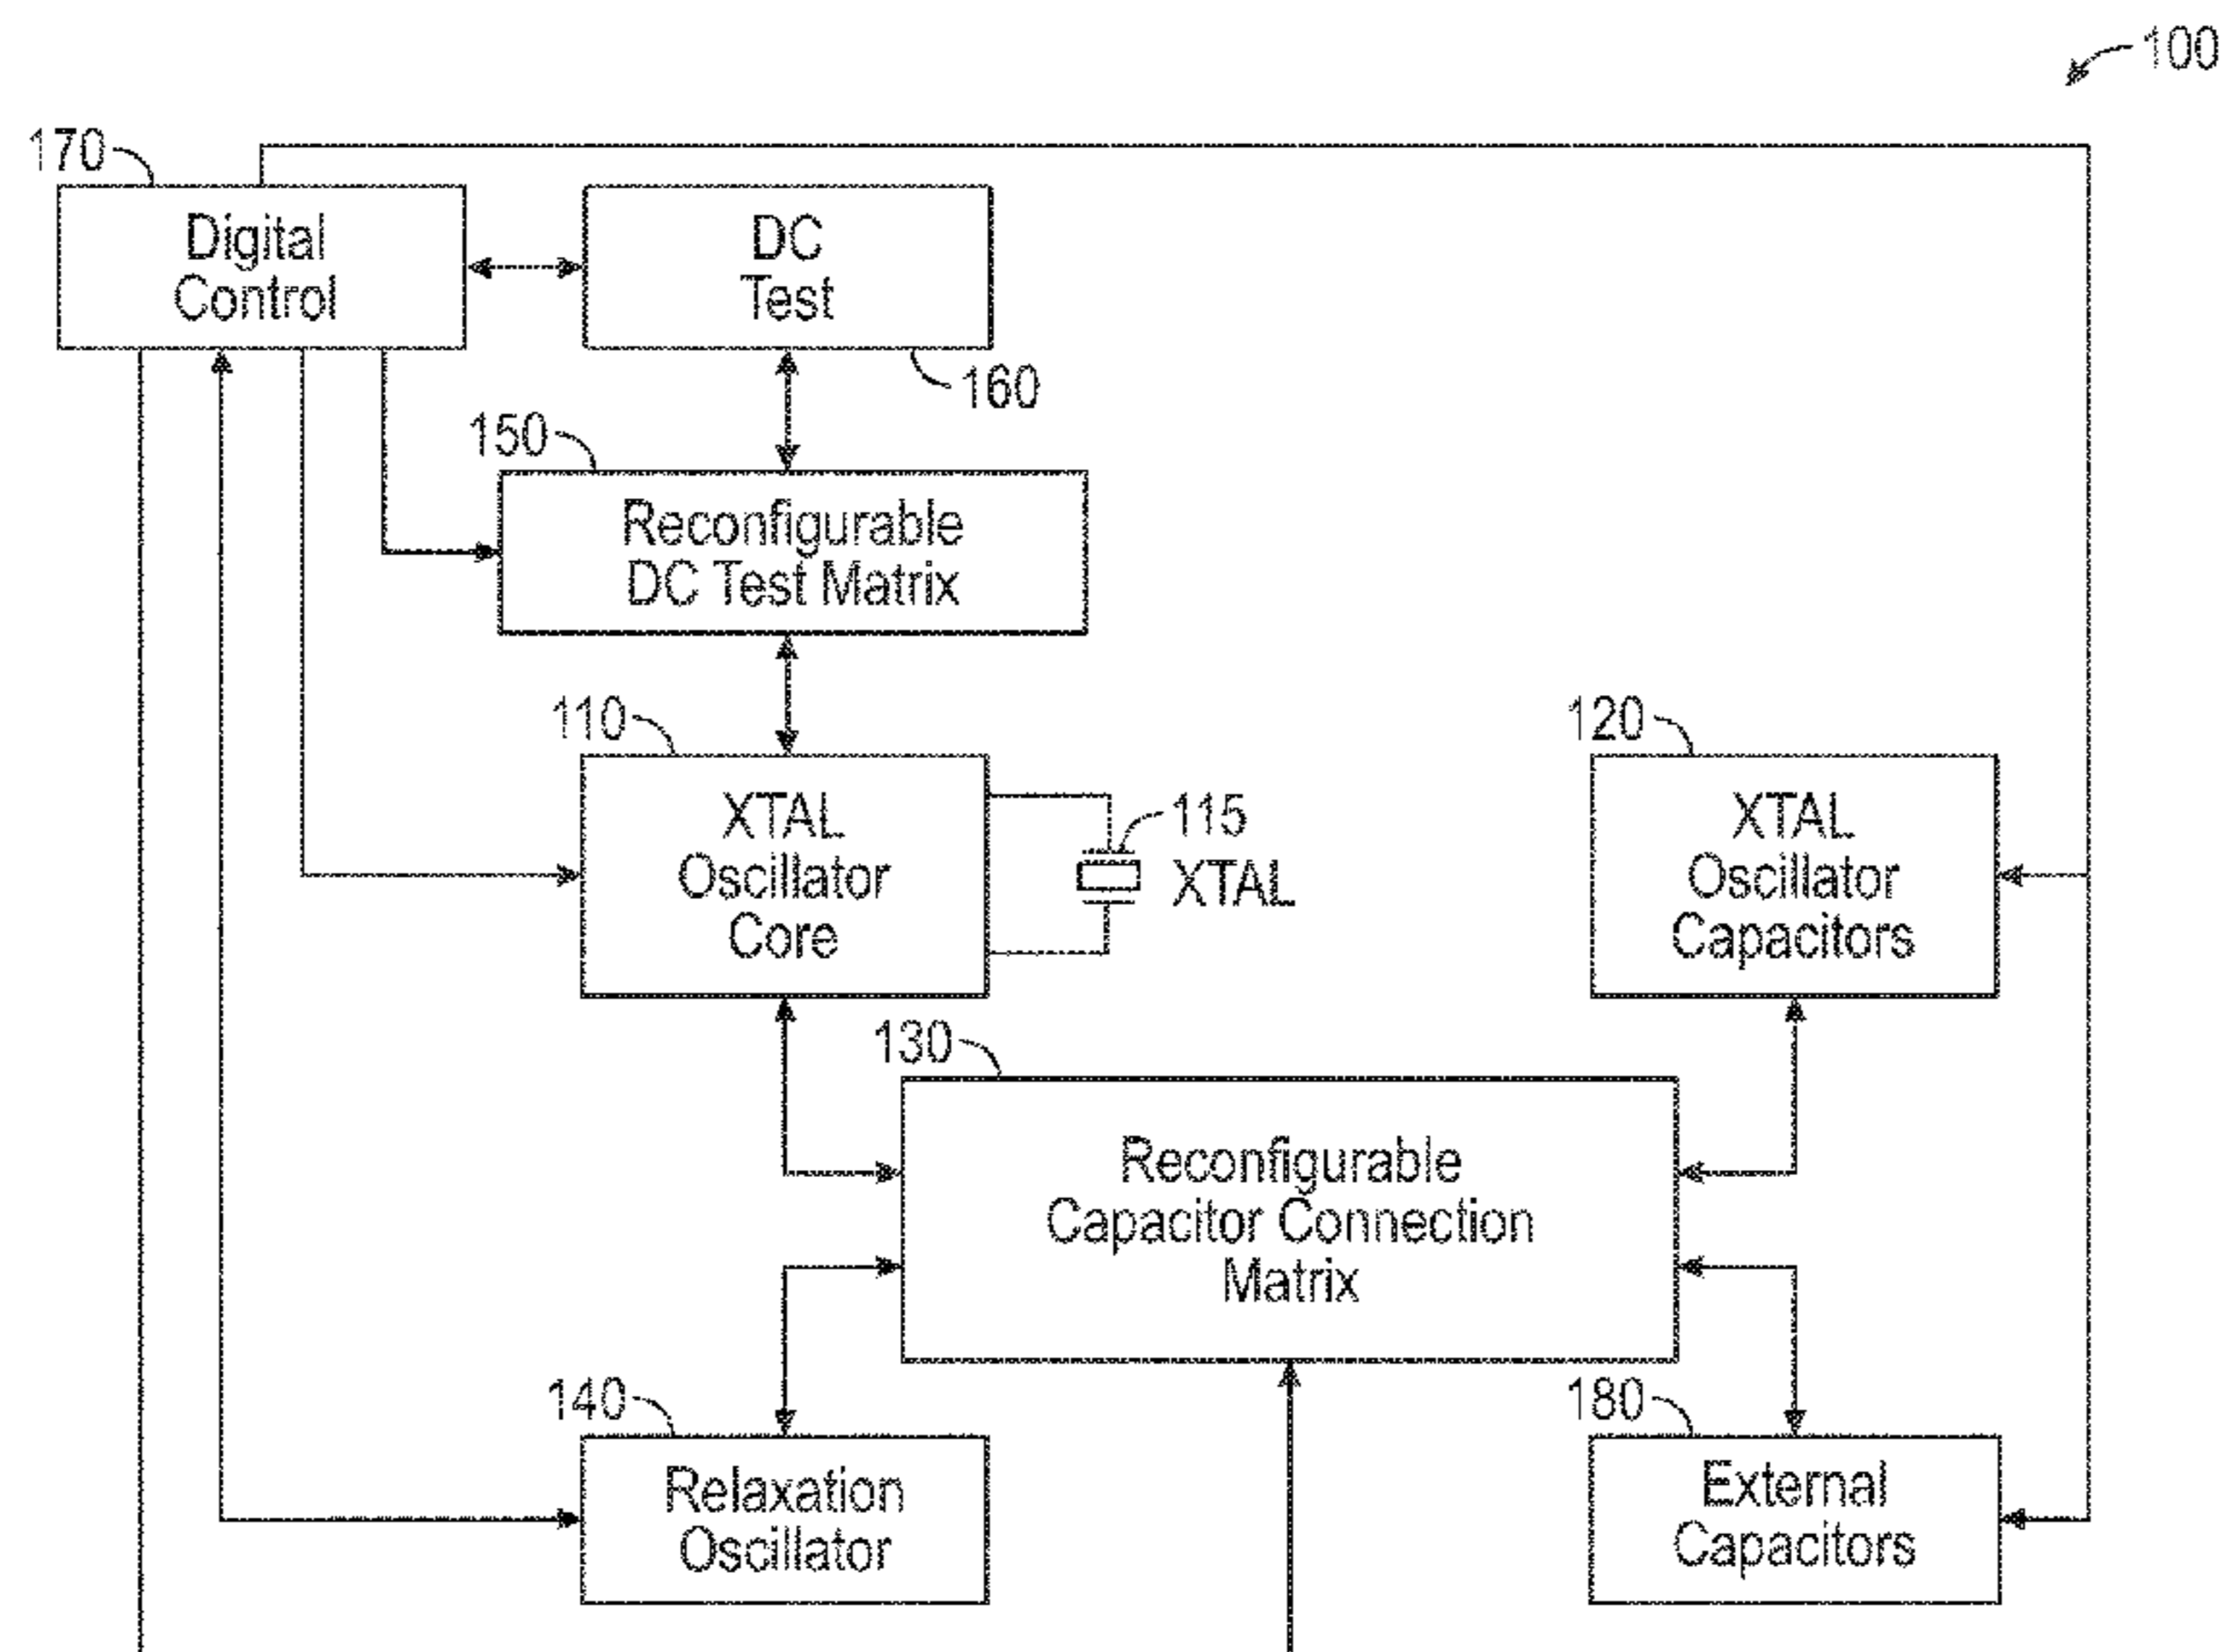 100
170
Digital
Control
DC
Test
160
150
Reconfigurable
DC Test Matrix
110
XTAL
Oscillator
Core
115
XTAL
120
XTAL
Oscillator
Capacitors
130
Reconfigurable
Capacitor Connection
Matrix
140
Relaxation
Oscillator
180
External
Capacitors